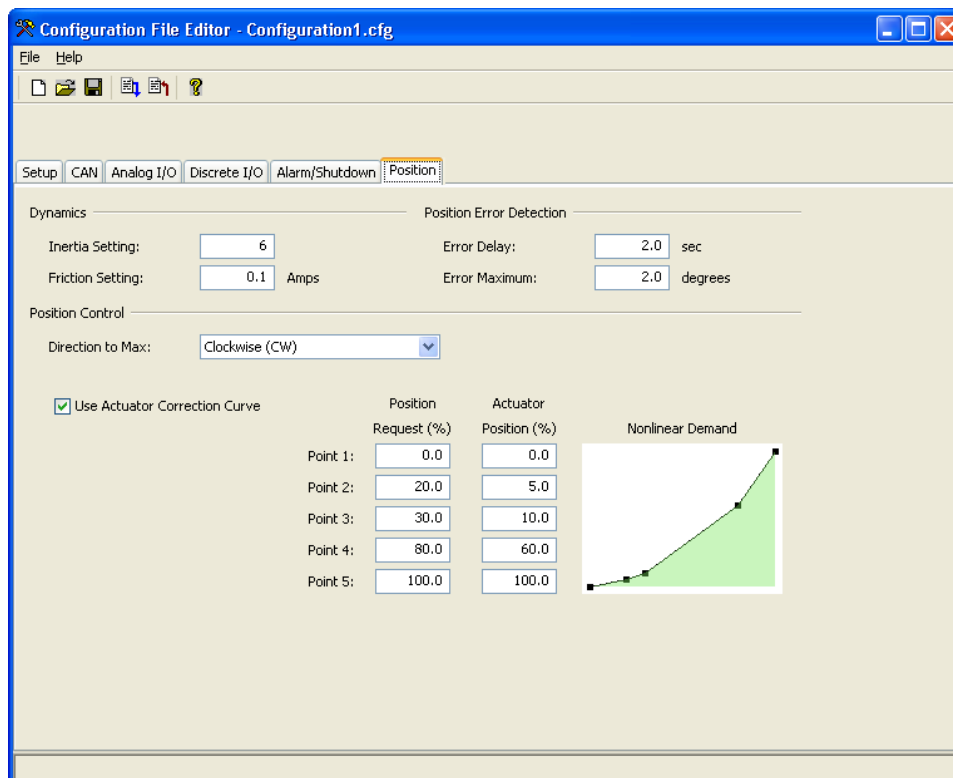 Configuration File Editor - Configuration1.cfg
File Help
Setup CAN Analog I/O Discrete I/O Alarm/Shutdown Position
Dynamics
Inertia Setting: 6
Friction Setting: 0.1 Amps
Position Error Detection
Error Delay: 2.0 sec
Error Maximum: 2.0 degrees
Position Control
Direction to Max: Clockwise (CW)
Use Actuator Correction Curve
Position Actuator
Request (%) Position (%) Nonlinear Demand
Point 1: 0.0 0.0
Point 2: 20.0 5.0
Point 3: 30.0 10.0
Point 4: 80.0 60.0
Point 5: 100.0 100.0